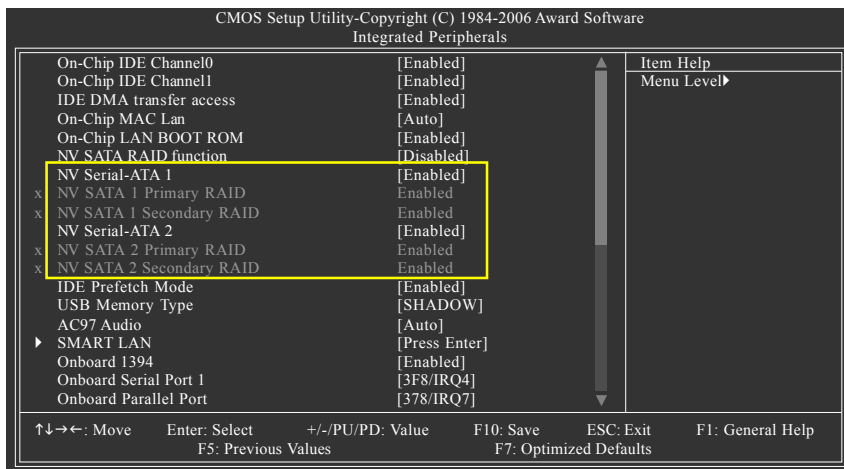 CMOS Setup Utility-Copyright (C) 1984-2006 Award Software
Integrated Peripherals
On-Chip IDE Channel0 [Enabled]
On-Chip IDE Channel1 [Enabled]
IDE DMA transfer access [Enabled]
On-Chip MAC Lan [Auto]
On-Chip LAN BOOT ROM [Enabled]
NV SATA RAID function [Disabled]
NV Serial-ATA 1 [Enabled]
x NV SATA 1 Primary RAID Enabled
x NV SATA 1 Secondary RAID Enabled
NV Serial-ATA 2 [Enabled]
x NV SATA 2 Primary RAID Enabled
x NV SATA 2 Secondary RAID Enabled
IDE Prefetch Mode [Enabled]
USB Memory Type [SHADOW]
AC97 Audio [Auto]
SMART LAN [Press Enter]
Onboard 1394 [Enabled]
Onboard Serial Port 1 [3F8/IRQ4]
Onboard Parallel Port [378/IRQ7]
Item Help
Menu Level▶
↑↓→←: Move Enter: Select +/-/PU/PD: Value F10: Save ESC: Exit F1: General Help
F5: Previous Values F7: Optimized Defaults